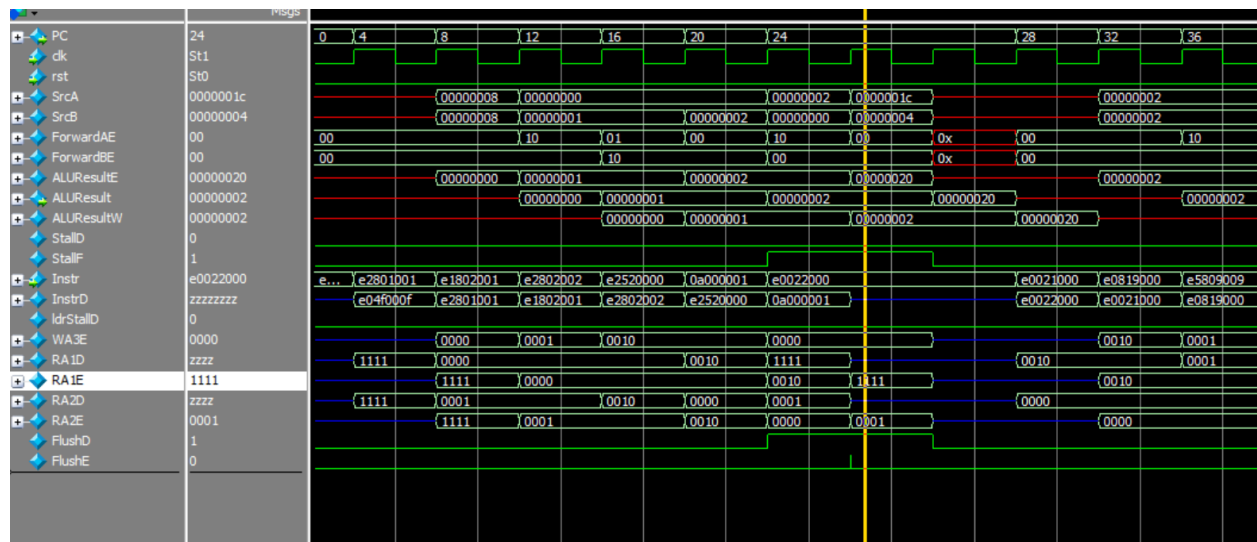 Msgs
PC 24 0 4 8 12 16 20 24 28 32 36
clk St1
rst St0
SrcA 0000001c 00000008 00000000 00000002 0000001c 00000002
SrcB 00000004 00000008 00000001 00000002 00000000 00000004 00000002
ForwardAE 00 00 10 01 00 10 00 0x 00 10
ForwardBE 00 00 10 00 0x 00
ALUResultE 00000020 00000000 00000001 00000002 00000020 00000002
ALUResult 00000002 00000000 00000001 00000002 00000020 00000002
ALUResultW 00000002 00000000 00000001 00000002 00000020
StallD 0
StallF 1
Instr e0022000 e... e2801001 e1802001 e2802002 e2520000 0a000001 e0022000 e0021000 e0819000 e5809009
InstrD zzzzzzzz e04f000f e2801001 e1802001 e2802002 e2520000 0a000001 e0022000 e0021000 e0819000
ldrStallD 0
WA3E 0000 0000 0001 0010 0000 0010 0001
RA1D zzzz 1111 0000 0010 1111 0010 0001
RA1E 1111 1111 0000 0010 1111 0010
RA2D zzzz 1111 0001 0010 0000 0001 0000
RA2E 0001 1111 0001 0010 0000 0001 0000
FlushD 1
FlushE 0